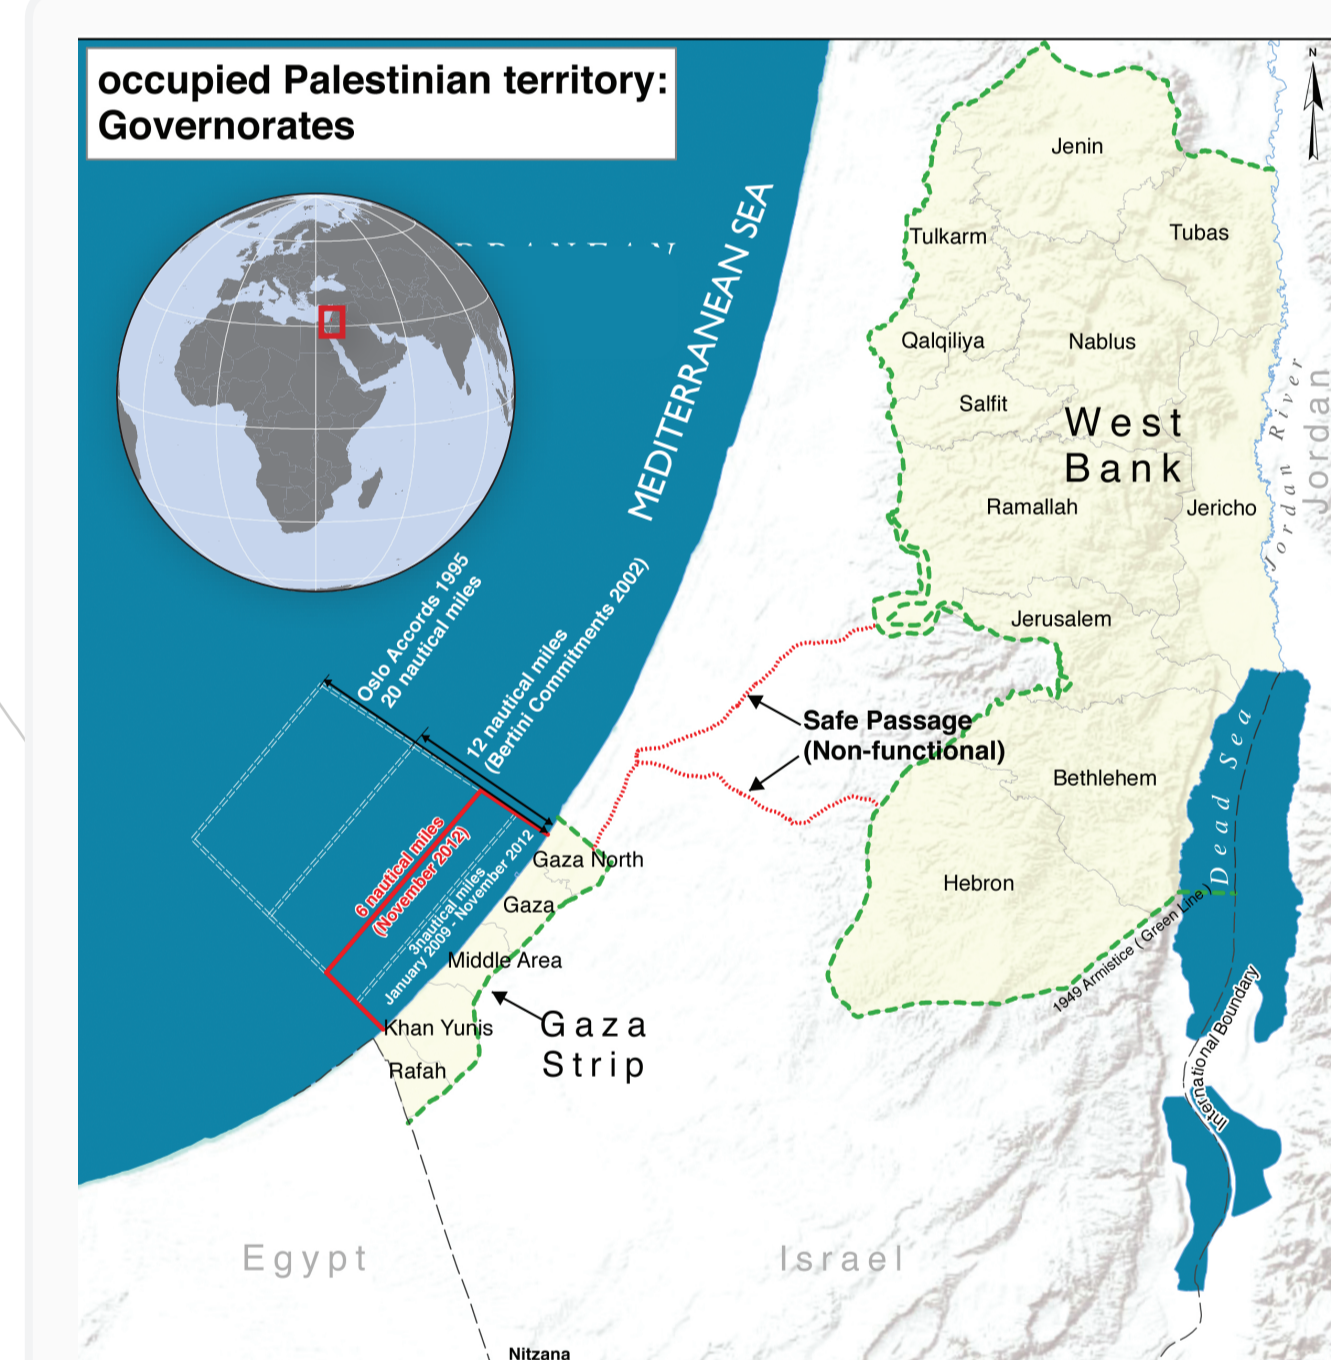 occupied Palestinian territory:
Governorates
N
RRANEAN
MEDITERRANEAN SEA
Jenin
Tulkarm
Tubas
Qalqiliya
Nablus
Salfit
West
Bank
Ramallah
Jericho
Jordan River
Jordan
Jerusalem
Oslo Accords 1995
20 nautical miles
12 nautical miles
(Bertini Commitments 2002)
Safe Passage
(Non-functional)
Bethlehem
Dead Sea
Hebron
6 nautical miles
(November 2012)
3nautical miles
January 2009 - November 2012
Gaza North
Gaza
Middle Area
Khan Yunis
Rafah
Gaza
Strip
1949 Armistice ( Green Line )
International Boundary
Egypt
Israel
Nitzana